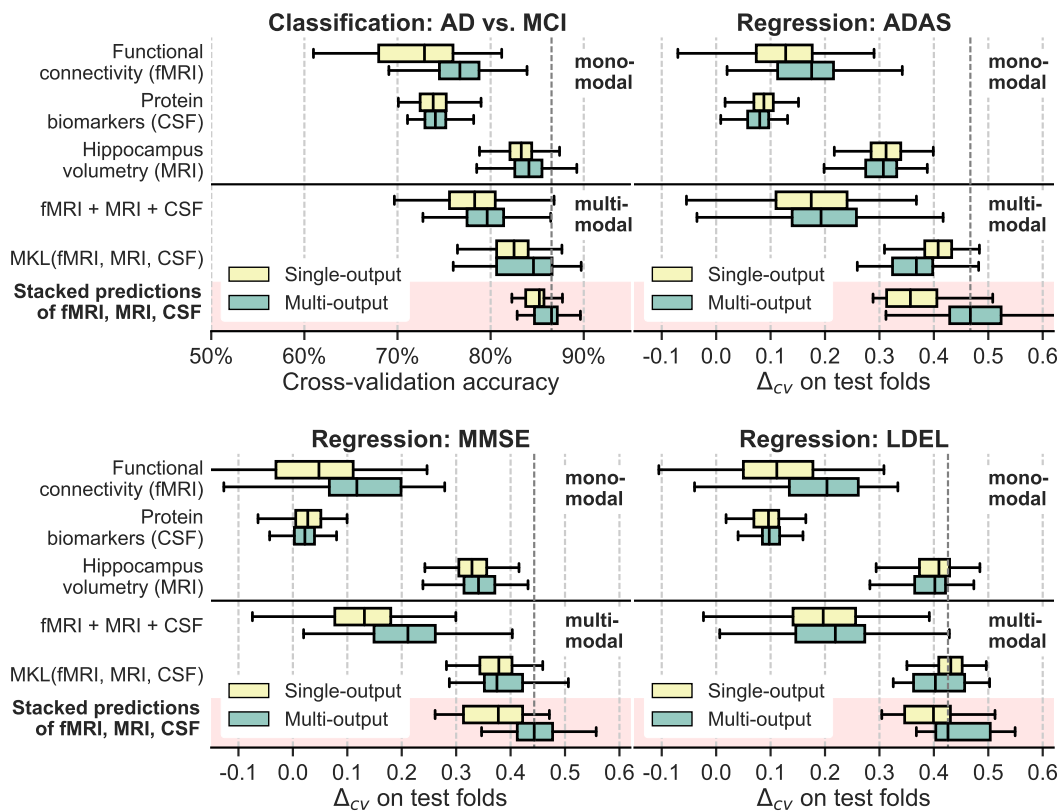 Classification: AD vs. MCI
Functional
connectivity (fMRI)
Protein
biomarkers (CSF)
Hippocampus
volumetry (MRI)
fMRI + MRI + CSF
MKL(fMRI, MRI, CSF)
Stacked predictions
of fMRI, MRI, CSF
mono-
modal
multi-
modal
Single-output
Multi-output
50% 60% 70% 80% 90%
Cross-validation accuracy
Regression: ADAS
mono-
modal
multi-
modal
Single-output
Multi-output
-0.1 0.0 0.1 0.2 0.3 0.4 0.5 0.6
Δcv on test folds
Regression: MMSE
Functional
connectivity (fMRI)
Protein
biomarkers (CSF)
Hippocampus
volumetry (MRI)
fMRI + MRI + CSF
MKL(fMRI, MRI, CSF)
Stacked predictions
of fMRI, MRI, CSF
mono-
modal
multi-
modal
Single-output
Multi-output
-0.1 0.0 0.1 0.2 0.3 0.4 0.5 0.6
Δcv on test folds
Regression: LDEL
mono-
modal
multi-
modal
Single-output
Multi-output
-0.1 0.0 0.1 0.2 0.3 0.4 0.5 0.6
Δcv on test folds